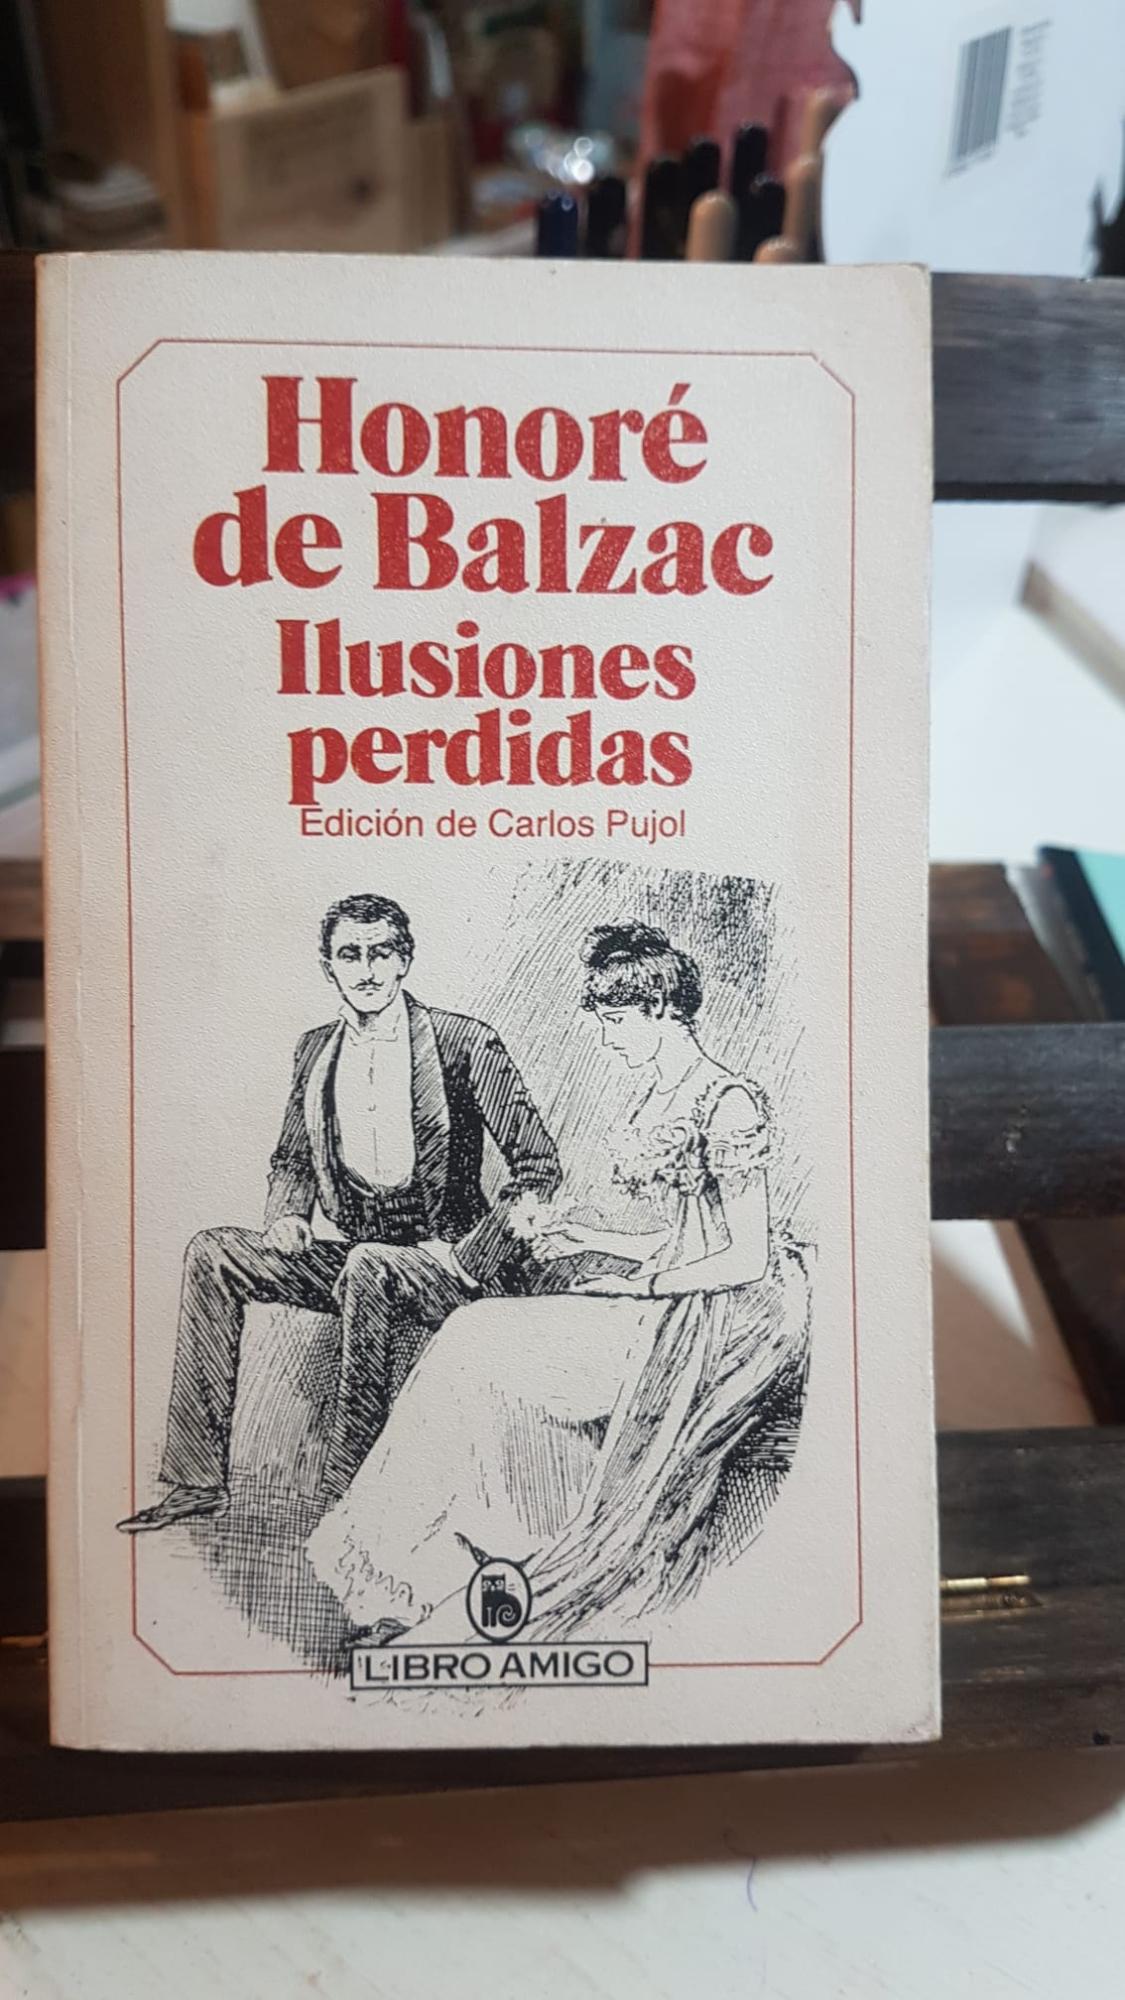 Honoré
de Balzac
Ilusiones
perdidas
Edición de Carlos Pujol
LIBRO AMIGO